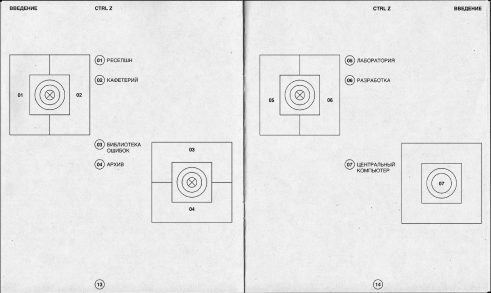 ВВЕДЕНИЕ
CTRL Z
01 РЕСЕПШН
02 КАФЕТЕРИЙ
01
02
03 БИБЛИОТЕКА
ОШИБОК
04 АРХИВ
03
04
13
CTRL Z
ВВЕДЕНИЕ
05 ЛАБОРАТОРИЯ
06 РАЗРАБОТКА
05
06
07 ЦЕНТРАЛЬНЫЙ
КОМПЬЮТЕР
07
14